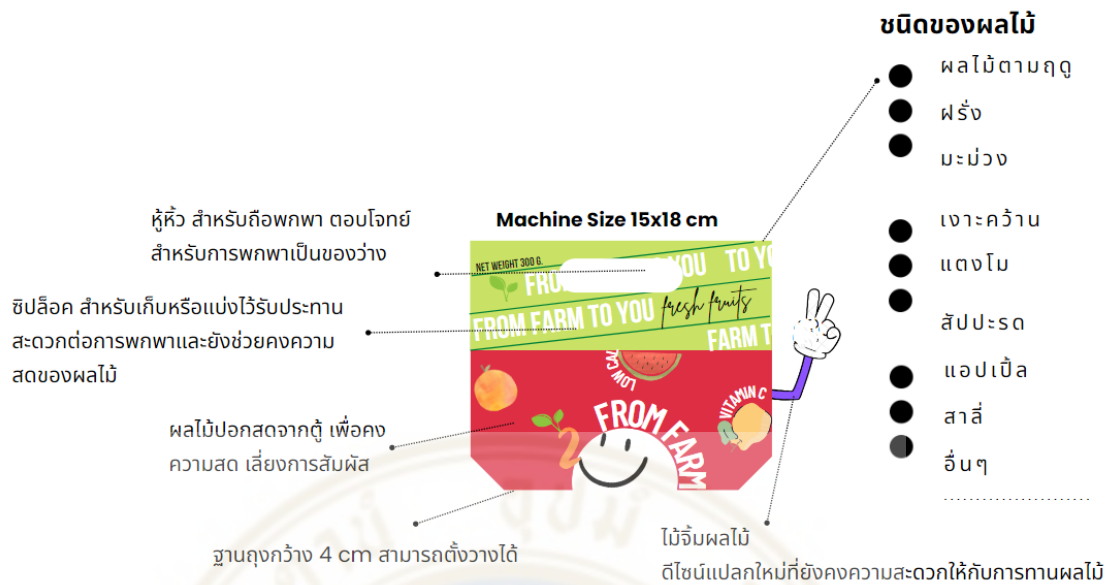 ชนิดของผลไม้
ผลไม้ตามฤดู
ฝรั่ง
มะม่วง
เงาะคว้าน
แตงโม
สัปปะรด
แอปเปิ้ล
สาลี่
อื่นๆ
หู้หิ้ว สำหรับถือพกพา ตอบโจทย์
สำหรับการพกพาเป็นของว่าง
Machine Size 15x18 cm
NET WEIGHT 300 G.
YOU TO
FROM FARM TO YOU fresh fruits
FARM
ซิปล็อค สำหรับเก็บหรือแบ่งไว้รับประทาน
สะดวกต่อการพกพาและยังช่วยคงความ
สดของผลไม้
LOW CAL
VITAMIN C
FROM FARM
ผลไม้ปอกสดจากตู้ เพื่อคง
ความสด เลี่ยงการสัมผัส
ฐานถุงกว้าง 4 cm สามารถตั้งวางได้
ไม้จิ้มผลไม้
ดีไซน์แปลกใหม่ที่ยังคงความสะดวกให้กับการทานผลไม้